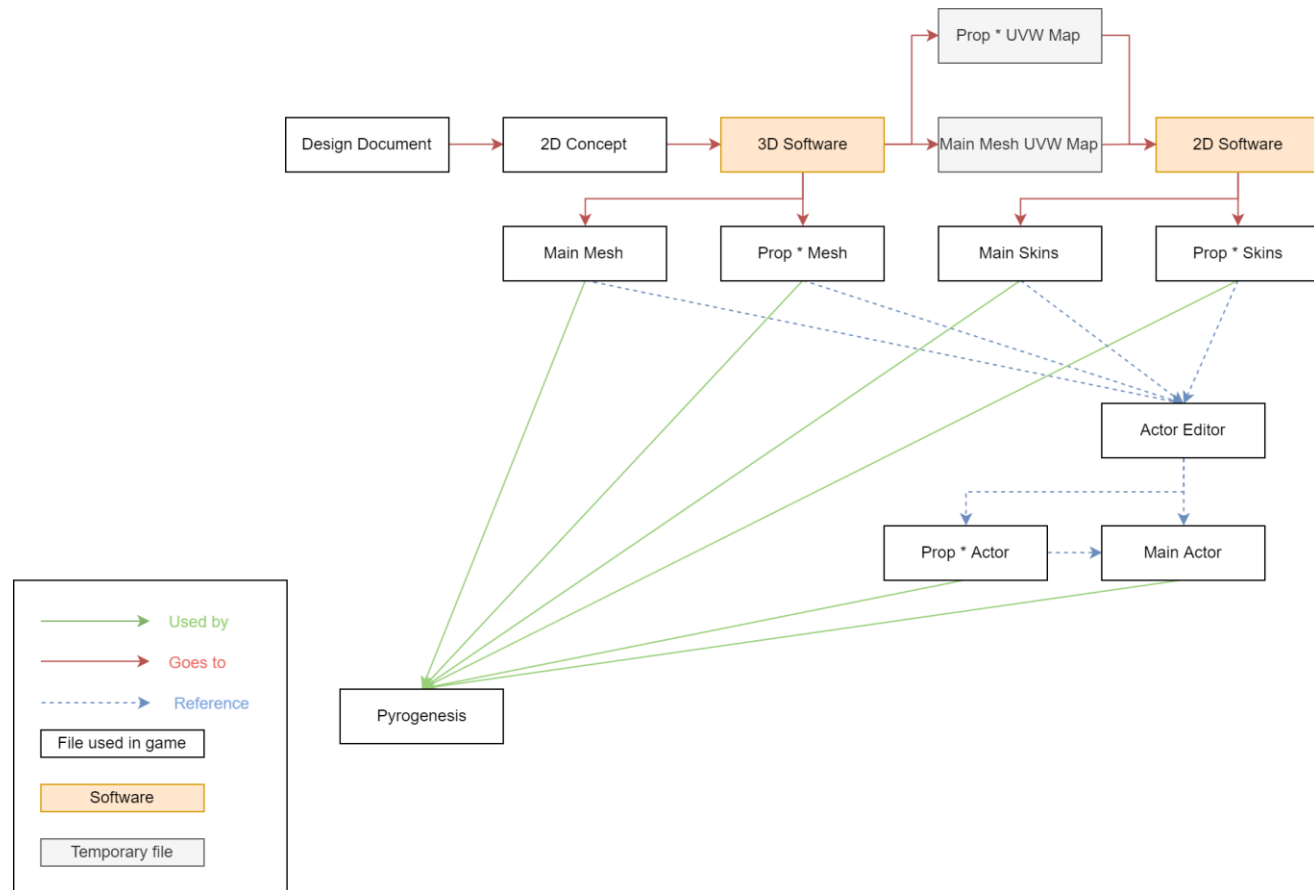 Prop * UVW Map
Design Document
2D Concept
3D Software
Main Mesh UVW Map
2D Software
Main Mesh
Prop * Mesh
Main Skins
Prop * Skins
Actor Editor
Prop * Actor
Main Actor
Used by
Goes to
Reference
Pyrogenesis
File used in game
Software
Temporary file